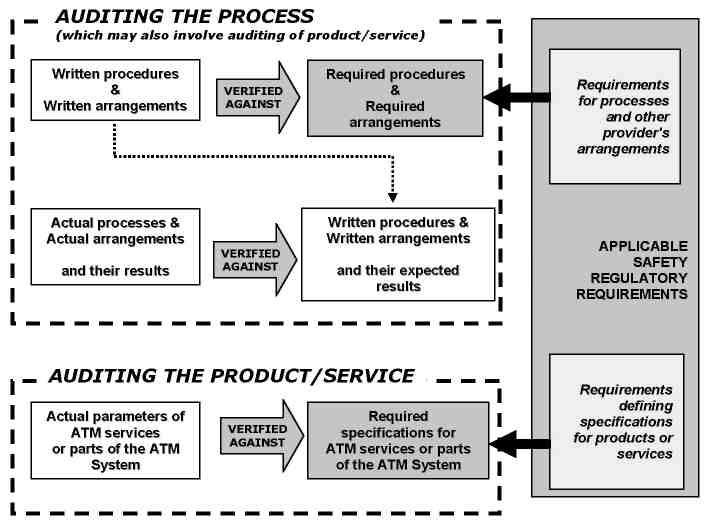 AUDITING THE PROCESS
(which may also involve auditing of product/service)
Written procedures
&
Written arrangements
VERIFIED
AGAINST
Required procedures
&
Required
arrangements
Requirements
for processes
and other
provider's
arrangements
Actual processes &
Actual arrangements
and their results
VERIFIED
AGAINST
Written procedures &
Written arrangements
and their expected
results
APPLICABLE
SAFETY
REGULATORY
REQUIREMENTS
AUDITING THE PRODUCT/SERVICE
Actual parameters of
ATM services
or parts of the ATM
System
VERIFIED
AGAINST
Required
specifications for
ATM services or parts
of the ATM System
Requirements
defining
specifications
for products or
services